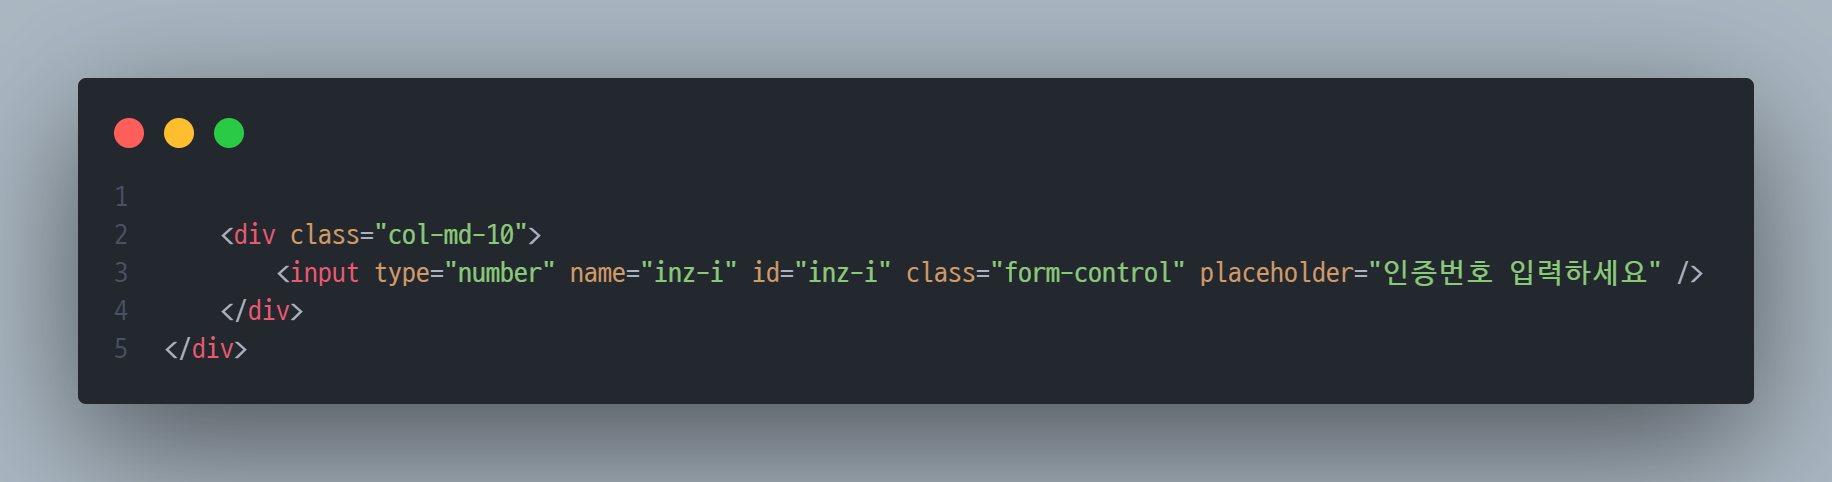 1
2    <div class="col-md-10">
3        <input type="number" name="inz-i" id="inz-i" class="form-control" placeholder="인증번호 입력하세요" />
4    </div>
5 </div>